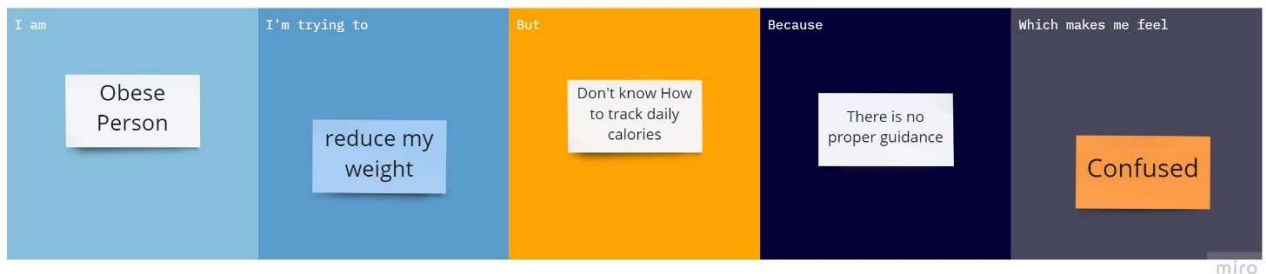 I am
Obese
Person
I'm trying to
reduce my
weight
But
Don't know How
to track daily
calories
Because
There is no
proper guidance
Which makes me feel
Confused
miro